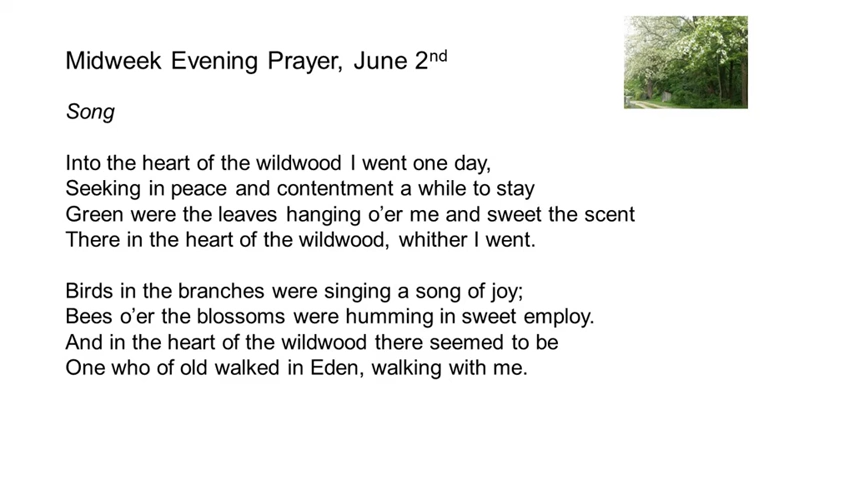 Midweek Evening Prayer, June 2nd
Song
Into the heart of the wildwood I went one day,
Seeking in peace and contentment a while to stay
Green were the leaves hanging o’er me and sweet the scent
There in the heart of the wildwood, whither I went.
Birds in the branches were singing a song of joy;
Bees o’er the blossoms were humming in sweet employ.
And in the heart of the wildwood there seemed to be
One who of old walked in Eden, walking with me.